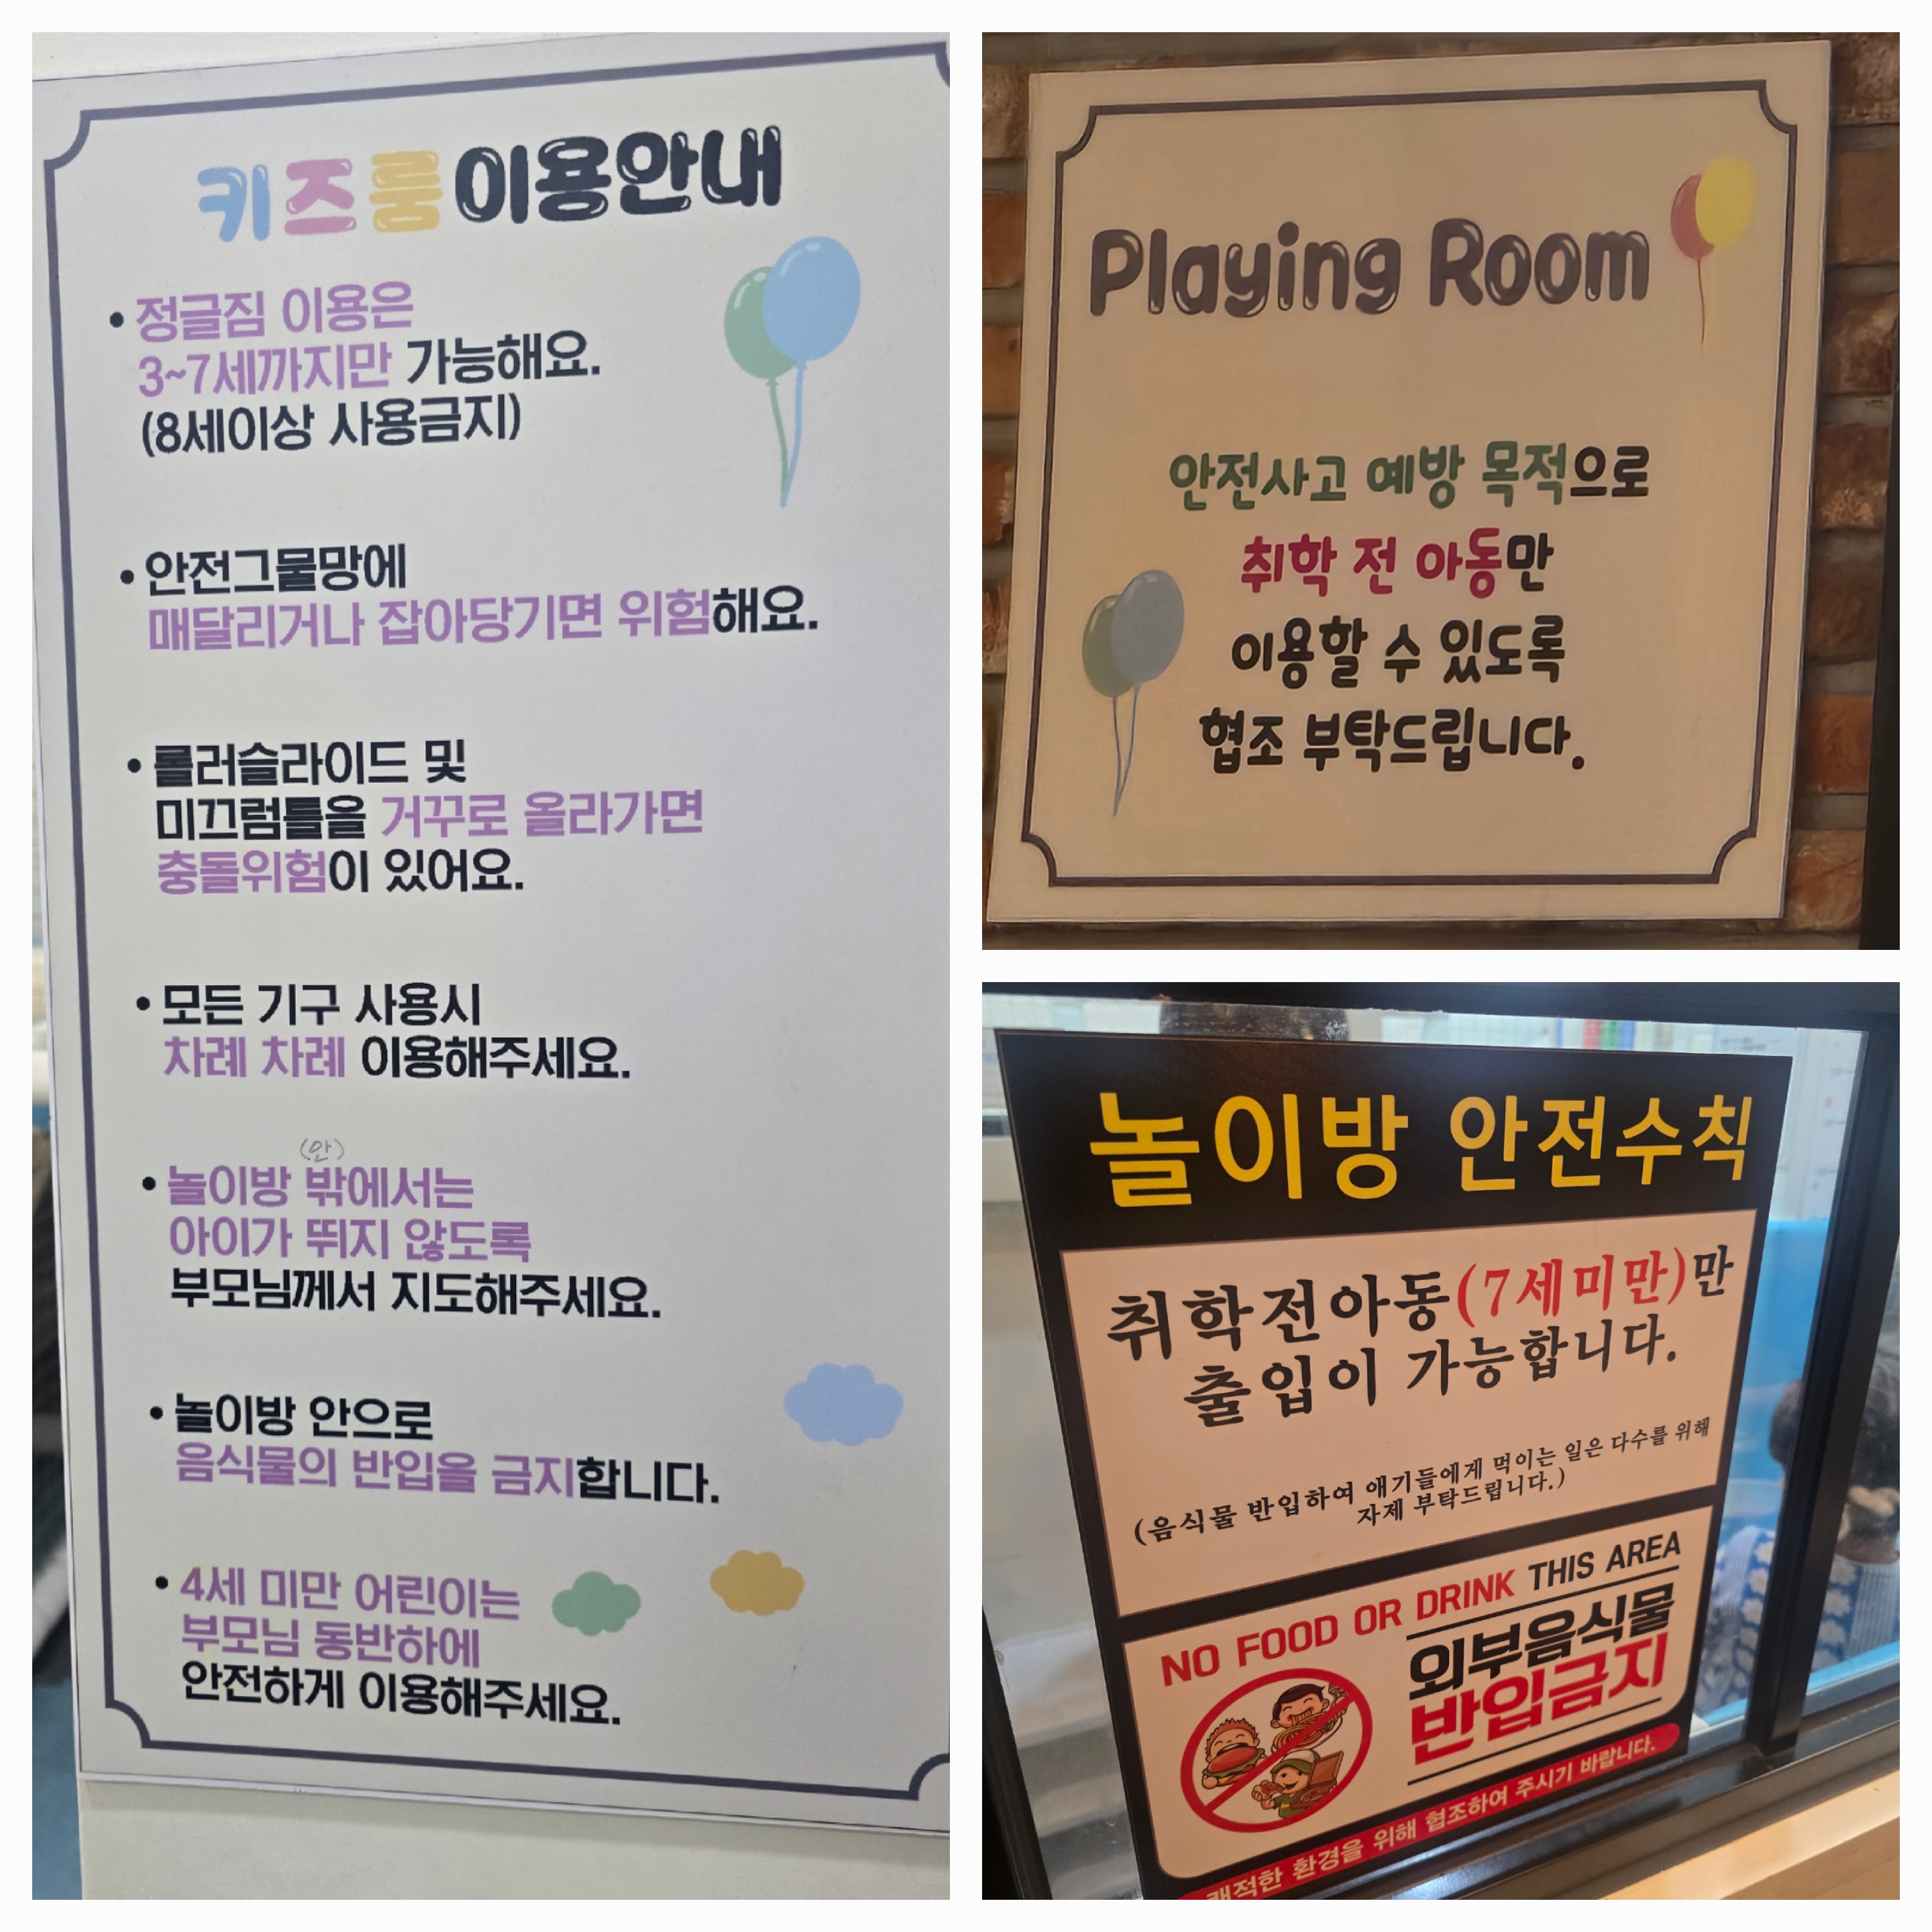 키즈룸 이용안내
• 정글짐 이용은
3~7세까지만 가능해요.
(8세이상 사용금지)
• 안전그물망에
매달리거나 잡아당기면 위험해요.
• 롤러슬라이드 및
미끄럼틀을 거꾸로 올라가면
충돌위험이 있어요.
• 모든 기구 사용시
차례 차례 이용해주세요.
(안)
• 놀이방 밖에서는
아이가 뛰지 않도록
부모님께서 지도해주세요.
• 놀이방 안으로
음식물의 반입을 금지합니다.
• 4세 미만 어린이는
부모님 동반하에
안전하게 이용해주세요.
Playing Room
안전사고 예방 목적으로
취학 전 아동만
이용할 수 있도록
협조 부탁드립니다.
놀이방 안전수칙
취학전아동(7세미만)만
출입이 가능합니다.
(음식물 반입하여 애기들에게 먹이는 일은 다수를 위해
자제 부탁드립니다.)
NO FOOD OR DRINK THIS AREA
외부음식물
반입금지
쾌적한 환경을 위해 협조하여 주시기 바랍니다.